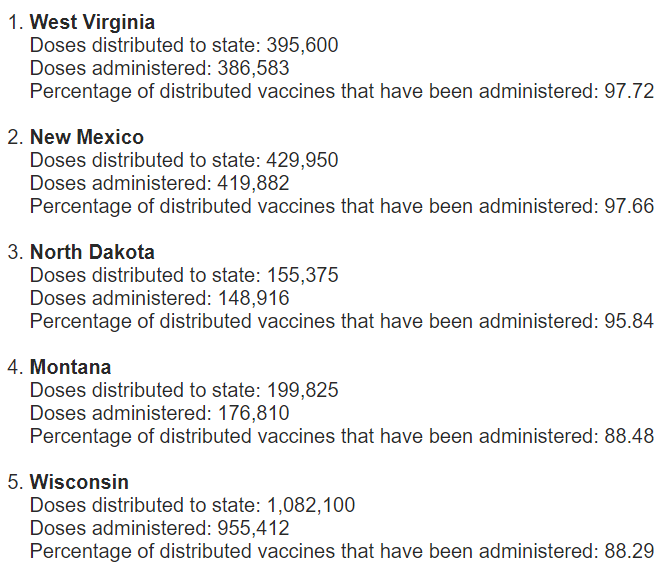 1. West Virginia
Doses distributed to state: 395,600
Doses administered: 386,583
Percentage of distributed vaccines that have been administered: 97.72
2. New Mexico
Doses distributed to state: 429,950
Doses administered: 419,882
Percentage of distributed vaccines that have been administered: 97.66
3. North Dakota
Doses distributed to state: 155,375
Doses administered: 148,916
Percentage of distributed vaccines that have been administered: 95.84
4. Montana
Doses distributed to state: 199,825
Doses administered: 176,810
Percentage of distributed vaccines that have been administered: 88.48
5. Wisconsin
Doses distributed to state: 1,082,100
Doses administered: 955,412
Percentage of distributed vaccines that have been administered: 88.29